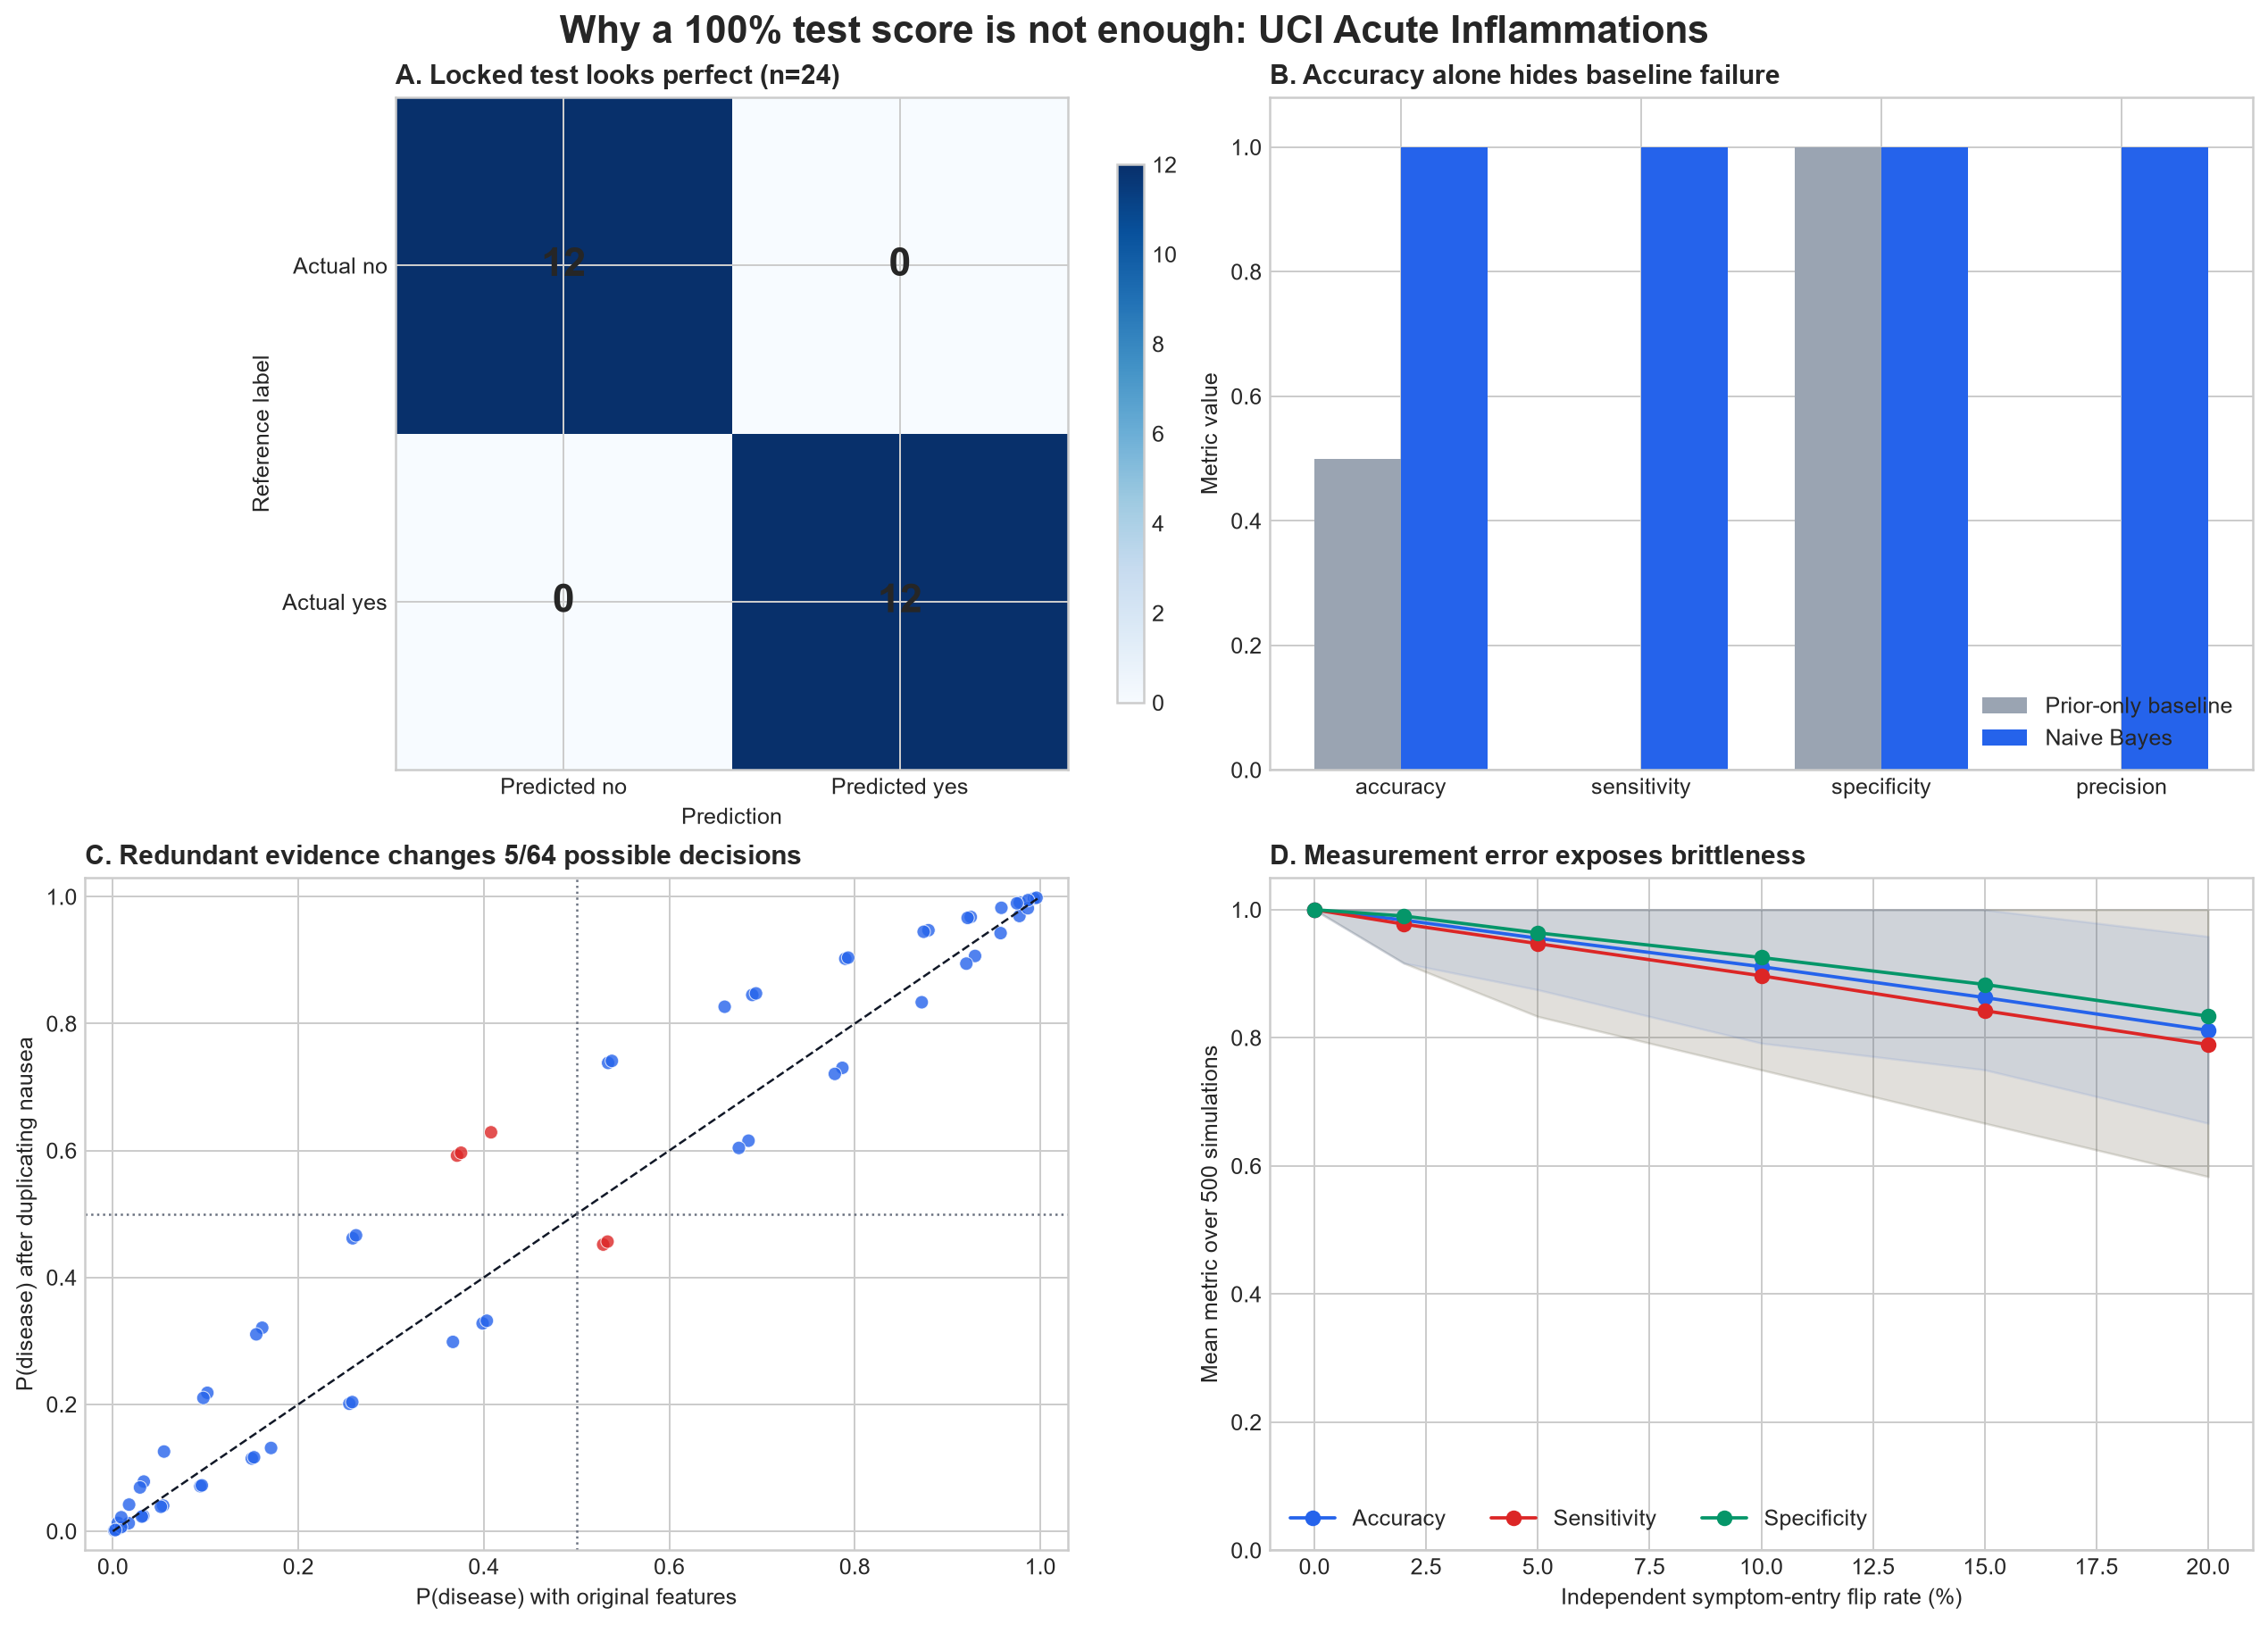 Why a 100% test score is not enough: UCI Acute Inflammations
A. Locked test looks perfect (n=24)
Reference label
Actual no
Actual yes
12
0
0
12
Predicted no
Predicted yes
Prediction
12
10
8
6
4
2
0
B. Accuracy alone hides baseline failure
Metric value
1.0
0.8
0.6
0.4
0.2
0.0
accuracy
sensitivity
specificity
precision
Prior-only baseline
Naive Bayes
C. Redundant evidence changes 5/64 possible decisions
P(disease) after duplicating nausea
1.0
0.8
0.6
0.4
0.2
0.0
0.0
0.2
0.4
0.6
0.8
1.0
P(disease) with original features
D. Measurement error exposes brittleness
Mean metric over 500 simulations
1.0
0.8
0.6
0.4
0.2
0.0
Accuracy
Sensitivity
Specificity
0.0
2.5
5.0
7.5
10.0
12.5
15.0
17.5
20.0
Independent symptom-entry flip rate (%)